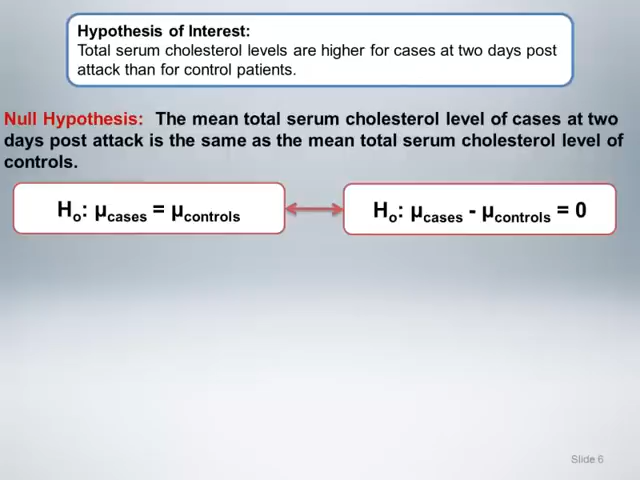 Hypothesis of Interest:
Total serum cholesterol levels are higher for cases at two days post
attack than for control patients.
Null Hypothesis: The mean total serum cholesterol level of cases at two
days post attack is the same as the mean total serum cholesterol level of
controls.
Ho: μcases = μcontrols
Ho: μcases - μcontrols = 0
Slide 6